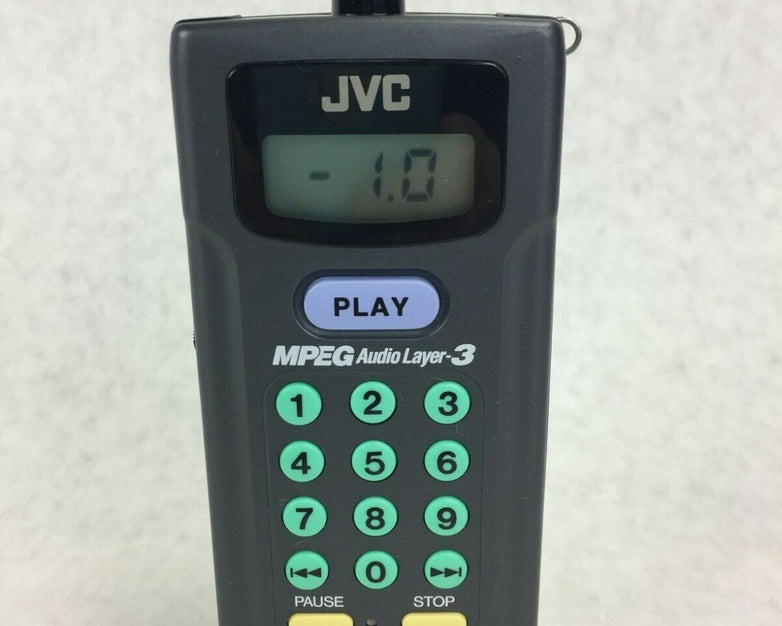 JVC
- 1.0
PLAY
MPEG Audio Layer-3
1 2 3
4 5 6
7 8 9
0
PAUSE STOP